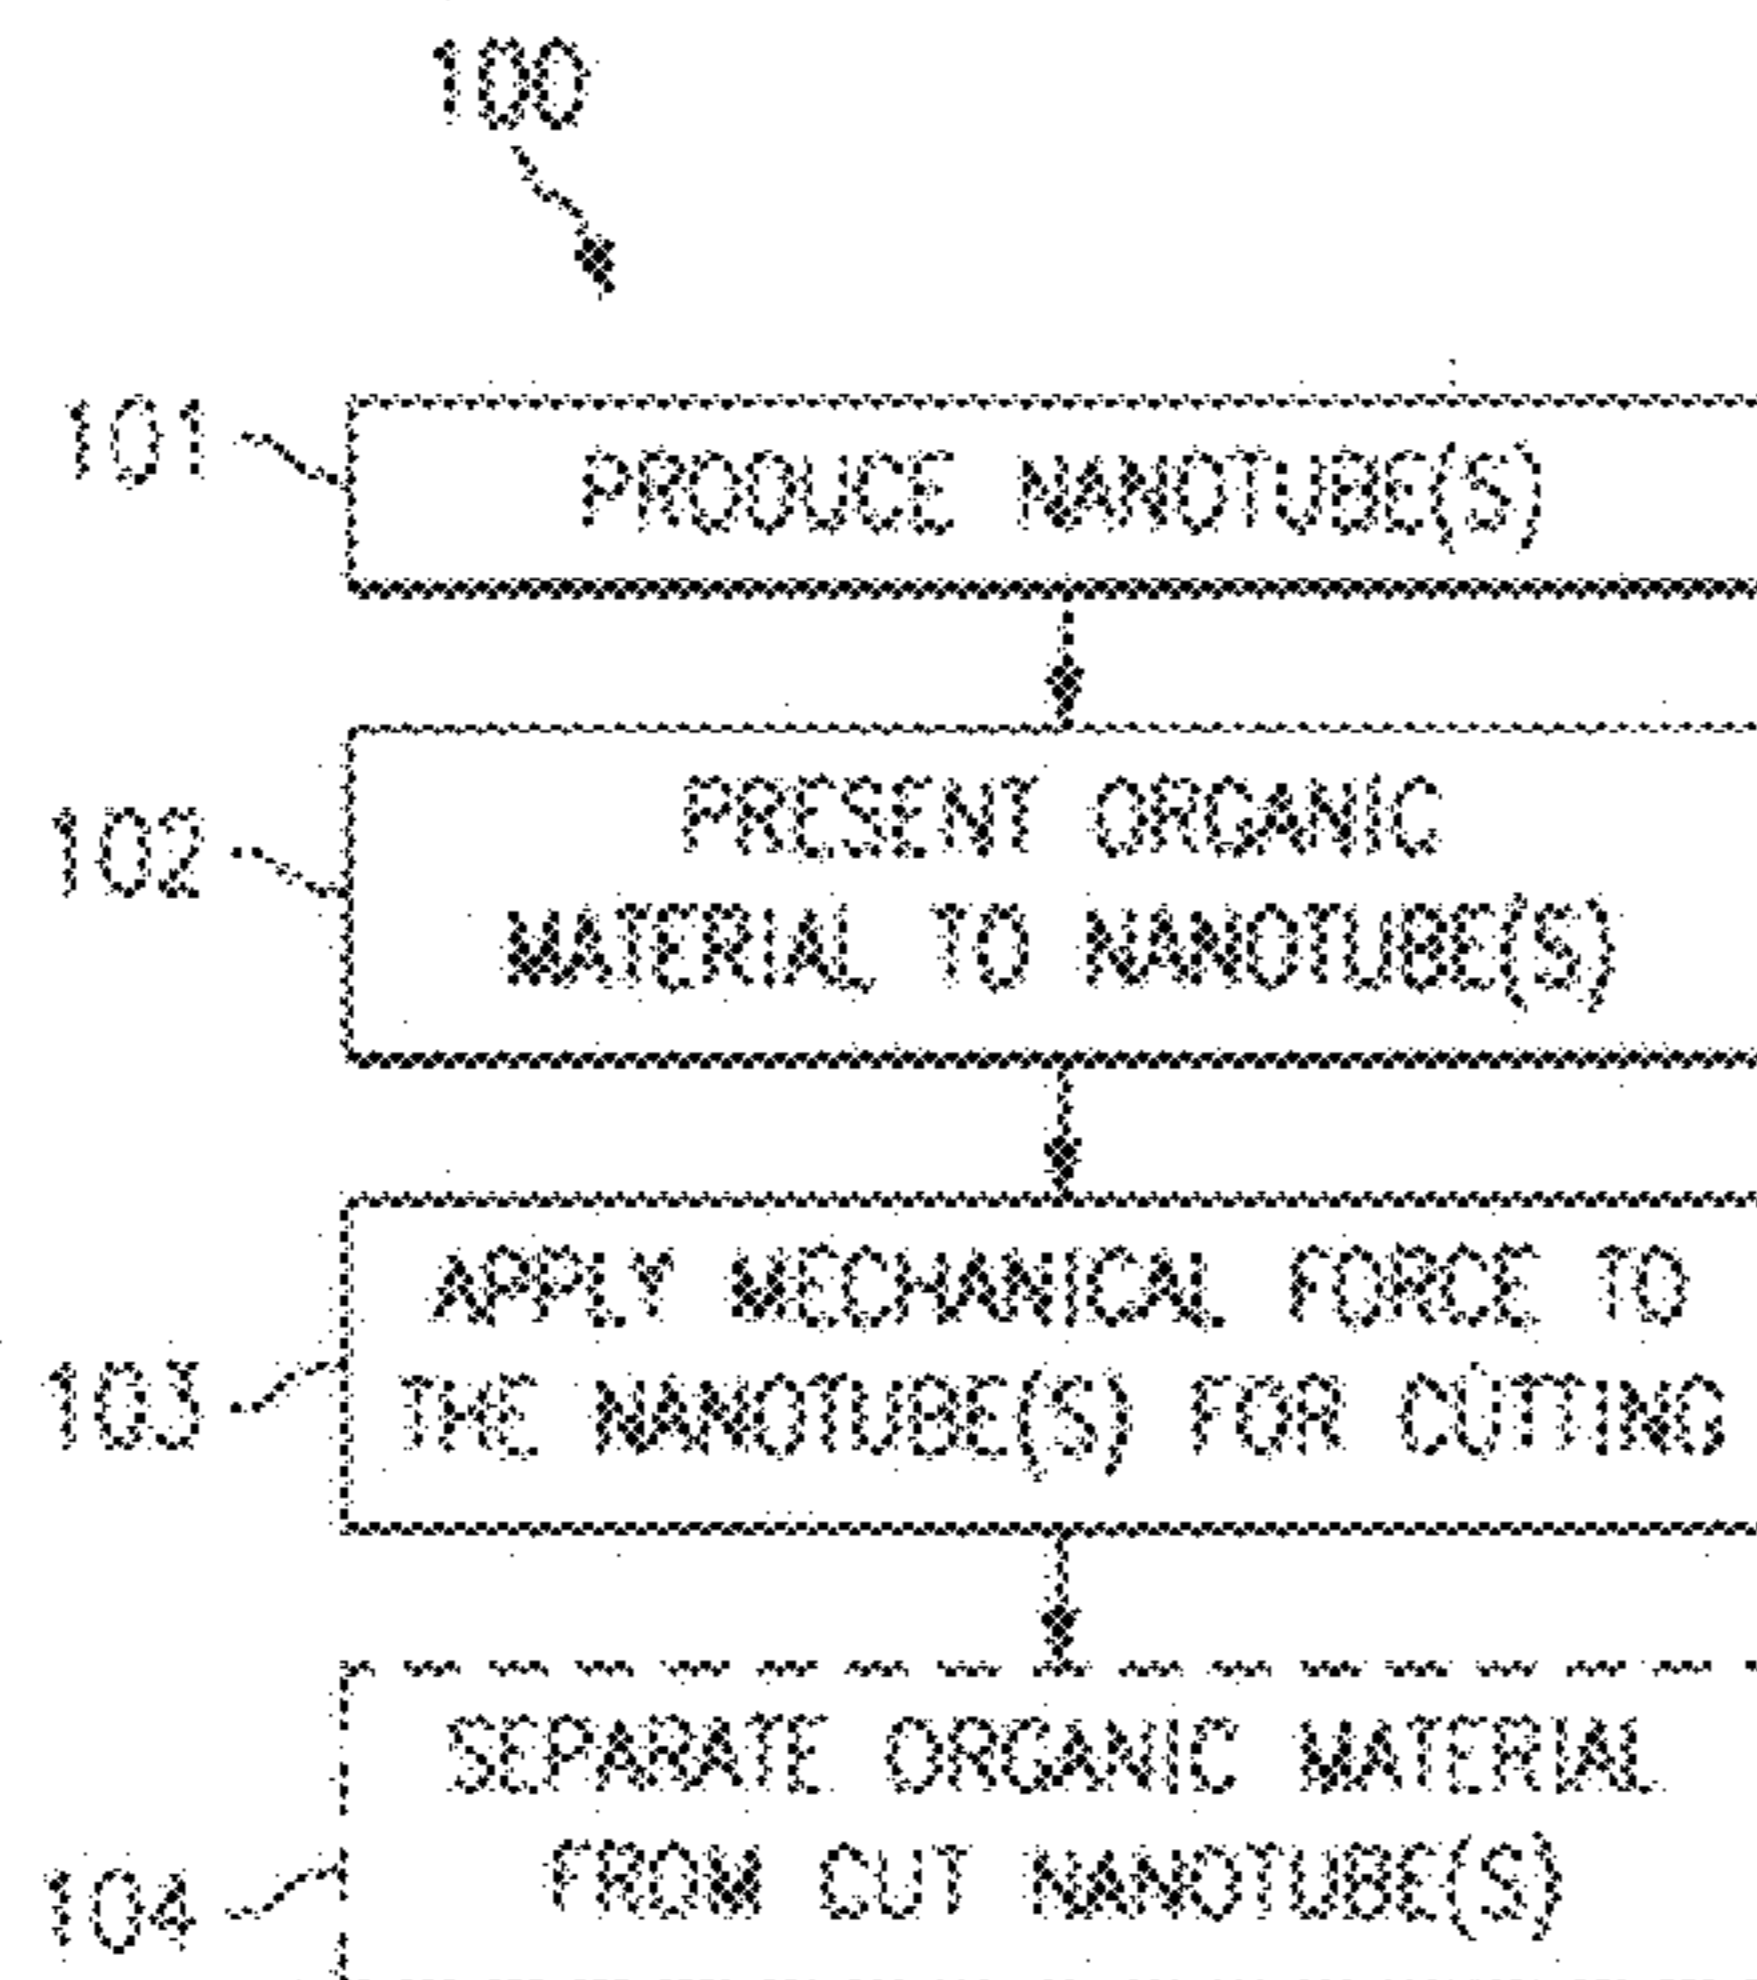 100
101
PRODUCE NANOTUBE(S)
102
PRESENT ORGANIC
MATERIAL TO NANOTUBE(S)
103
APPLY MECHANICAL FORCE TO
THE NANOTUBE(S) FOR CUTTING
104
SEPARATE ORGANIC MATERIAL
FROM CUT NANOTUBE(S)